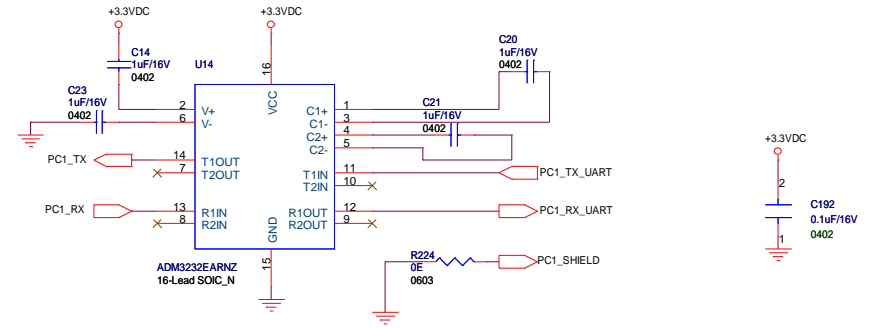 +3.3VDC
+3.3VDC
C14
1uF/16V
0402
U14
C20
1uF/16V
0402
C23
1uF/16V
0402
C21
1uF/16V
0402
16
VCC
2
V+
6
V-
1
C1+
3
C1-
4
C2+
5
C2-
PC1_TX
14
T1OUT
7
T2OUT
11
T1IN
PC1_TX_UART
10
T2IN
PC1_RX
13
R1IN
8
R2IN
12
R1OUT
PC1_RX_UART
9
R2OUT
GND
15
ADM3232EARNZ
16-Lead SOIC_N
R224
0E
0603
PC1_SHIELD
+3.3VDC
2
C192
0.1uF/16V
0402
1